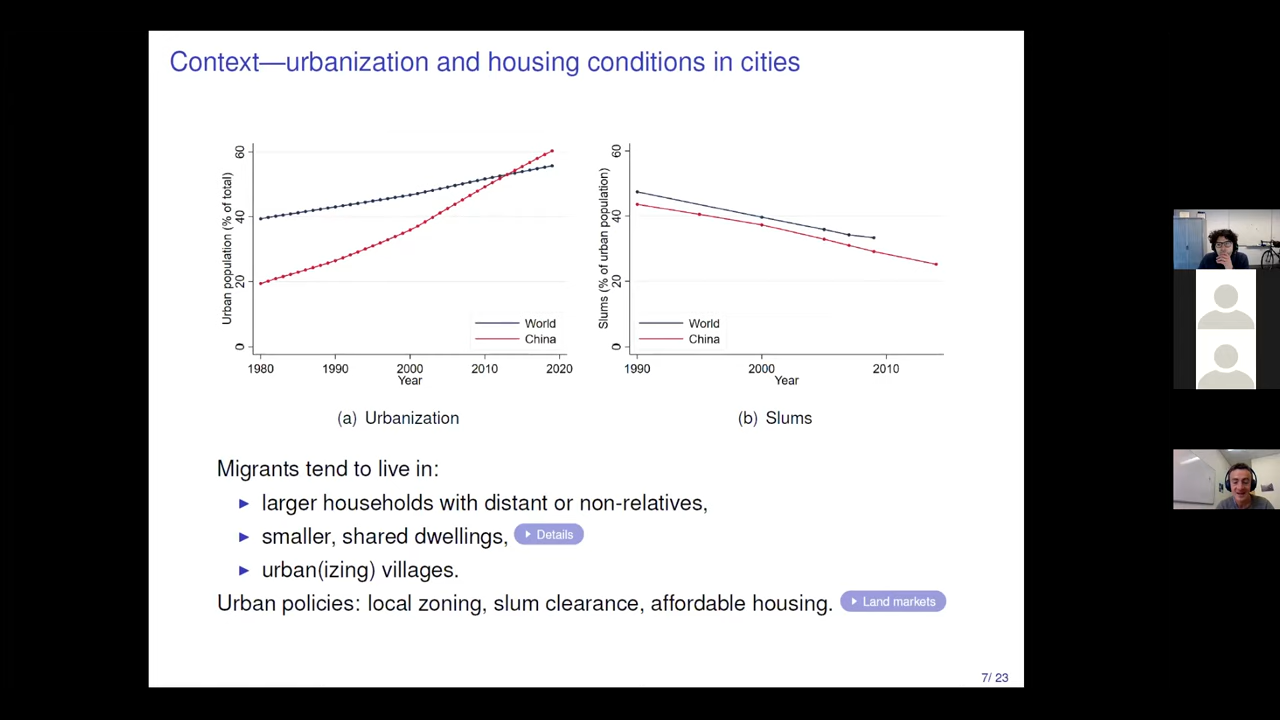 Context—urbanization and housing conditions in cities
Urban population (% of total)
60
40
20
0
1980 1990 2000 2010 2020
Year
World
China
(a) Urbanization
Slums (% of urban population)
60
40
20
0
1990 2000 2010
Year
World
China
(b) Slums
Migrants tend to live in:
larger households with distant or non-relatives,
smaller, shared dwellings, Details
urban(izing) villages.
Urban policies: local zoning, slum clearance, affordable housing. Land markets
7/ 23